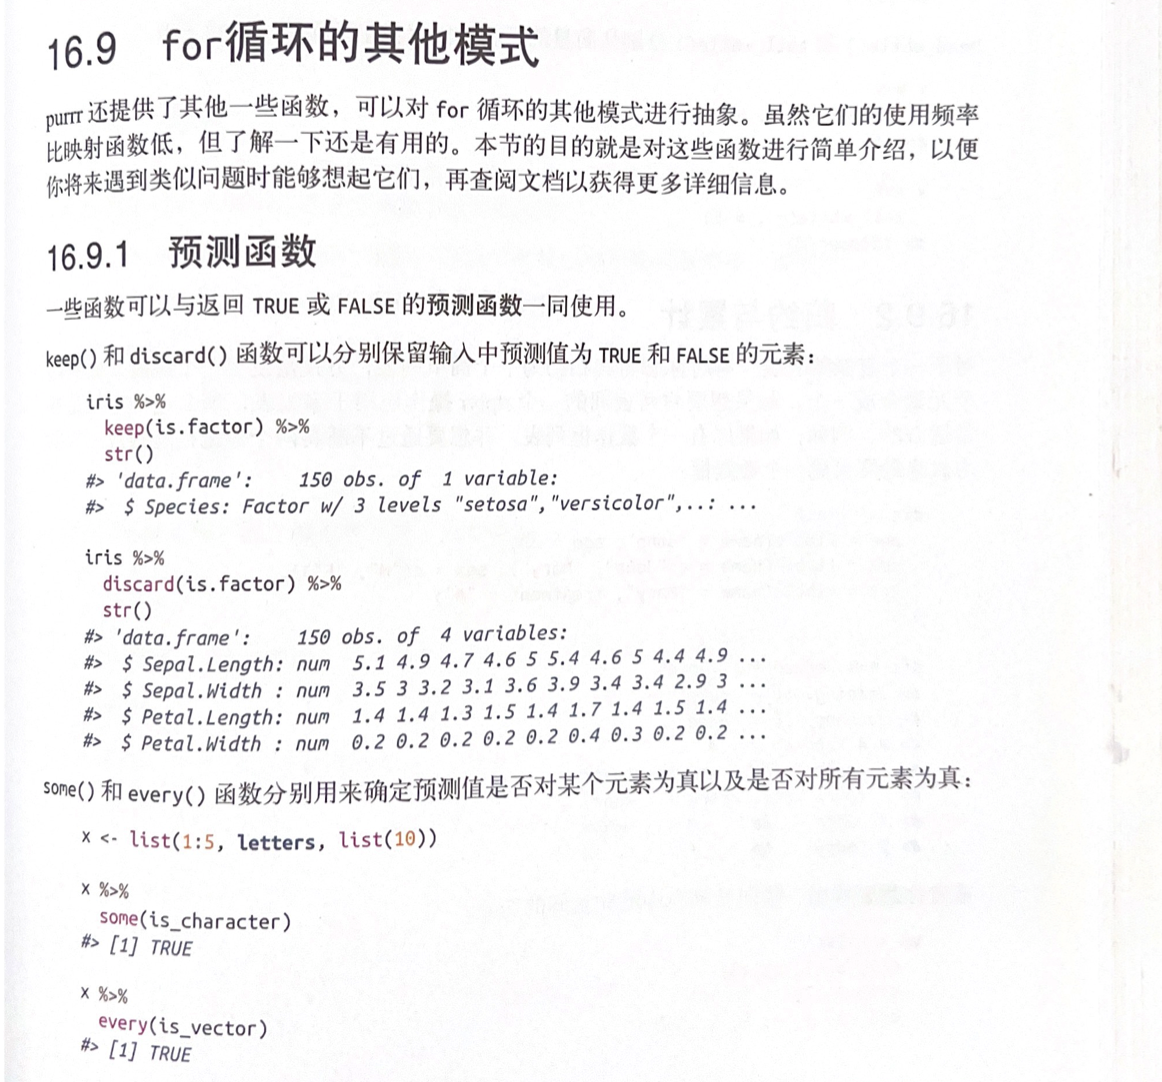 16.9 for循环的其他模式
purrr 还提供了其他一些函数，可以对 for 循环的其他模式进行抽象。虽然它们的使用频率
比映射函数低，但了解一下还是有用的。本节的目的就是对这些函数进行简单介绍，以便
你将来遇到类似问题时能够想起它们，再查阅文档以获得更多详细信息。
16.9.1 预测函数
一些函数可以与返回 TRUE 或 FALSE 的预测函数一同使用。
keep() 和 discard() 函数可以分别保留输入中预测值为 TRUE 和 FALSE 的元素：
iris %>%
  keep(is.factor) %>%
  str()
#> 'data.frame':    150 obs. of  1 variable:
#>  $ Species: Factor w/ 3 levels "setosa","versicolor",..: ...
iris %>%
  discard(is.factor) %>%
  str()
#> 'data.frame':    150 obs. of  4 variables:
#>  $ Sepal.Length: num  5.1 4.9 4.7 4.6 5 5.4 4.6 5 4.4 4.9 ...
#>  $ Sepal.Width : num  3.5 3 3.2 3.1 3.6 3.9 3.4 3.4 2.9 3 ...
#>  $ Petal.Length: num  1.4 1.4 1.3 1.5 1.4 1.7 1.4 1.5 1.4 ...
#>  $ Petal.Width : num  0.2 0.2 0.2 0.2 0.2 0.4 0.3 0.2 0.2 ...
some() 和 every() 函数分别用来确定预测值是否对某个元素为真以及是否对所有元素为真：
x <- list(1:5, letters, list(10))
x %>%
  some(is_character)
#> [1] TRUE
x %>%
  every(is_vector)
#> [1] TRUE